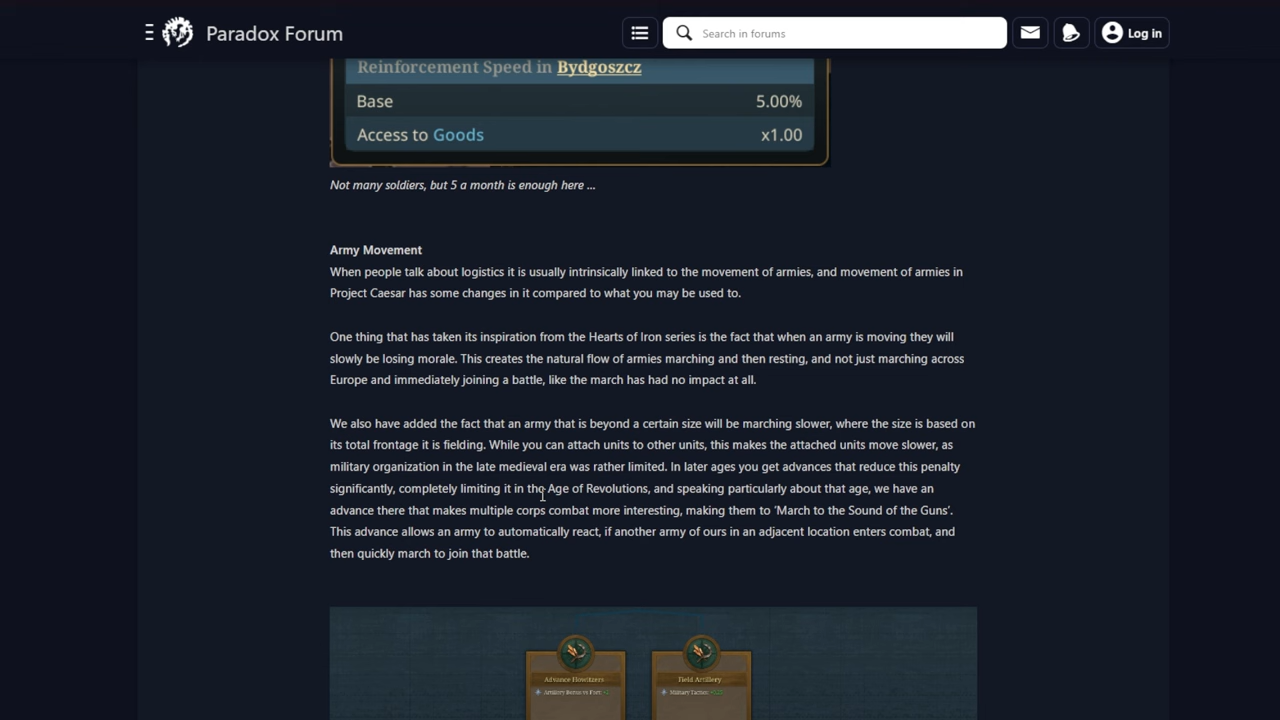 Paradox Forum
Search in forums
Log in
Reinforcement Speed in Bydgoszcz
Base 5.00%
Access to Goods x1.00
Not many soldiers, but 5 a month is enough here ...
Army Movement
When people talk about logistics it is usually intrinsically linked to the movement of armies, and movement of armies in
Project Caesar has some changes in it compared to what you may be used to.
One thing that has taken its inspiration from the Hearts of Iron series is the fact that when an army is moving they will
slowly be losing morale. This creates the natural flow of armies marching and then resting, and not just marching across
Europe and immediately joining a battle, like the march has had no impact at all.
We also have added the fact that an army that is beyond a certain size will be marching slower, where the size is based on
its total frontage it is fielding. While you can attach units to other units, this makes the attached units move slower, as
military organization in the late medieval era was rather limited. In later ages you get advances that reduce this penalty
significantly, completely limiting it in the Age of Revolutions, and speaking particularly about that age, we have an
advance there that makes multiple corps combat more interesting, making them to ‘March to the Sound of the Guns’.
This advance allows an army to automatically react, if another army of ours in an adjacent location enters combat, and
then quickly march to join that battle.
Advance Howitzers
Field Artillery
Artillery Bonus vs Fort:
Military Tactics: